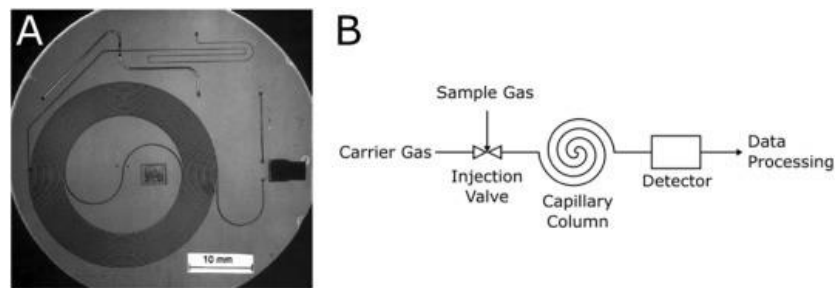 A
10 mm
B
Sample Gas
Carrier Gas
Injection
Valve
Capillary
Column
Detector
Data
Processing